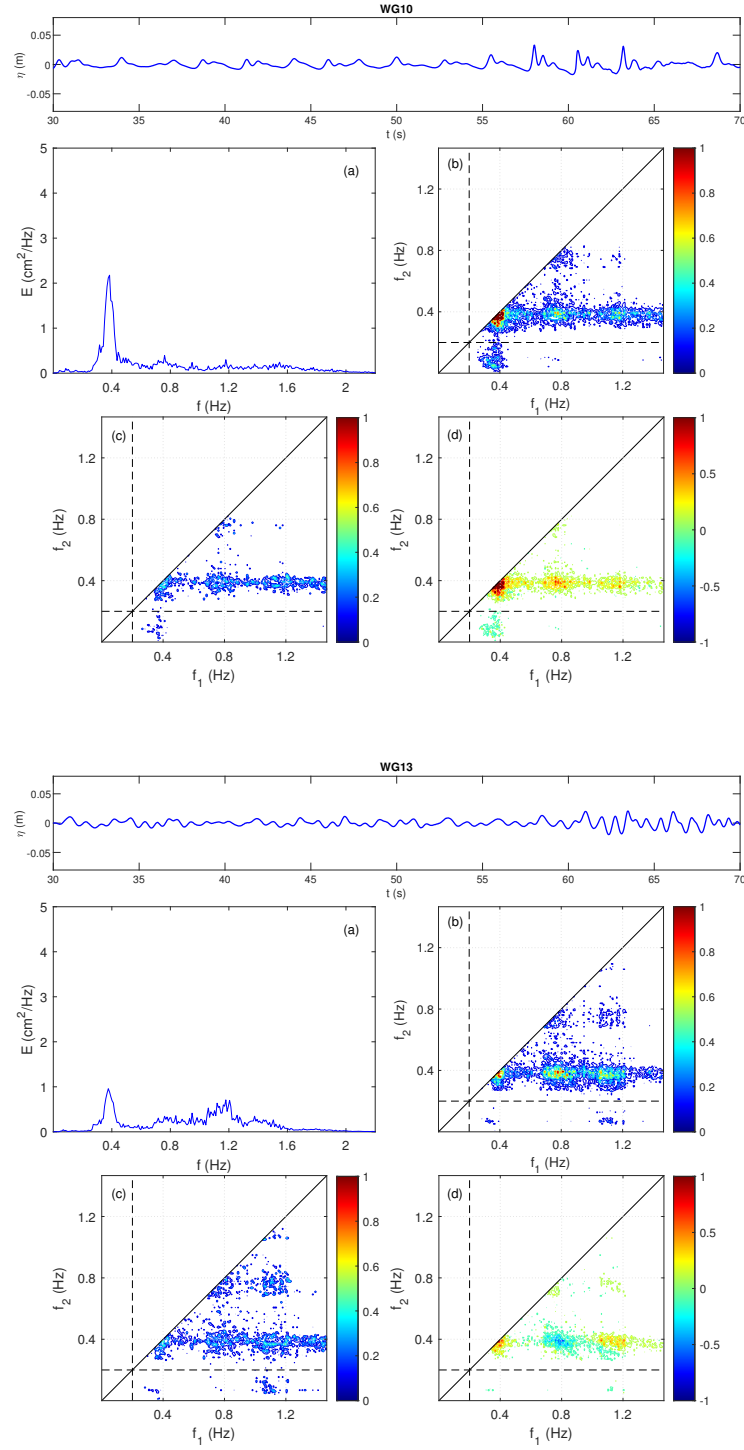 WG10
η (m)
0.05
0
-0.05
30 35 40 45 50 55 60 65 70
t (s)
(a)
E (cm²/Hz)
5
4
3
2
1
0
0.4 0.8 1.2 1.6 2
f (Hz)
(b)
f₂ (Hz)
1.2
0.8
0.4
0.4 0.8 1.2
f₁ (Hz)
1
0.8
0.6
0.4
0.2
0
(c)
f₂ (Hz)
1.2
0.8
0.4
0.4 0.8 1.2
f₁ (Hz)
1
0.8
0.6
0.4
0.2
0
(d)
f₂ (Hz)
1.2
0.8
0.4
0.4 0.8 1.2
f₁ (Hz)
1
0.5
0
-0.5
-1
WG13
η (m)
0.05
0
-0.05
30 35 40 45 50 55 60 65 70
t (s)
(a)
E (cm²/Hz)
5
4
3
2
1
0
0.4 0.8 1.2 1.6 2
f (Hz)
(b)
f₂ (Hz)
1.2
0.8
0.4
0.4 0.8 1.2
f₁ (Hz)
1
0.8
0.6
0.4
0.2
0
(c)
f₂ (Hz)
1.2
0.8
0.4
0.4 0.8 1.2
f₁ (Hz)
1
0.8
0.6
0.4
0.2
0
(d)
f₂ (Hz)
1.2
0.8
0.4
0.4 0.8 1.2
f₁ (Hz)
1
0.5
0
-0.5
-1